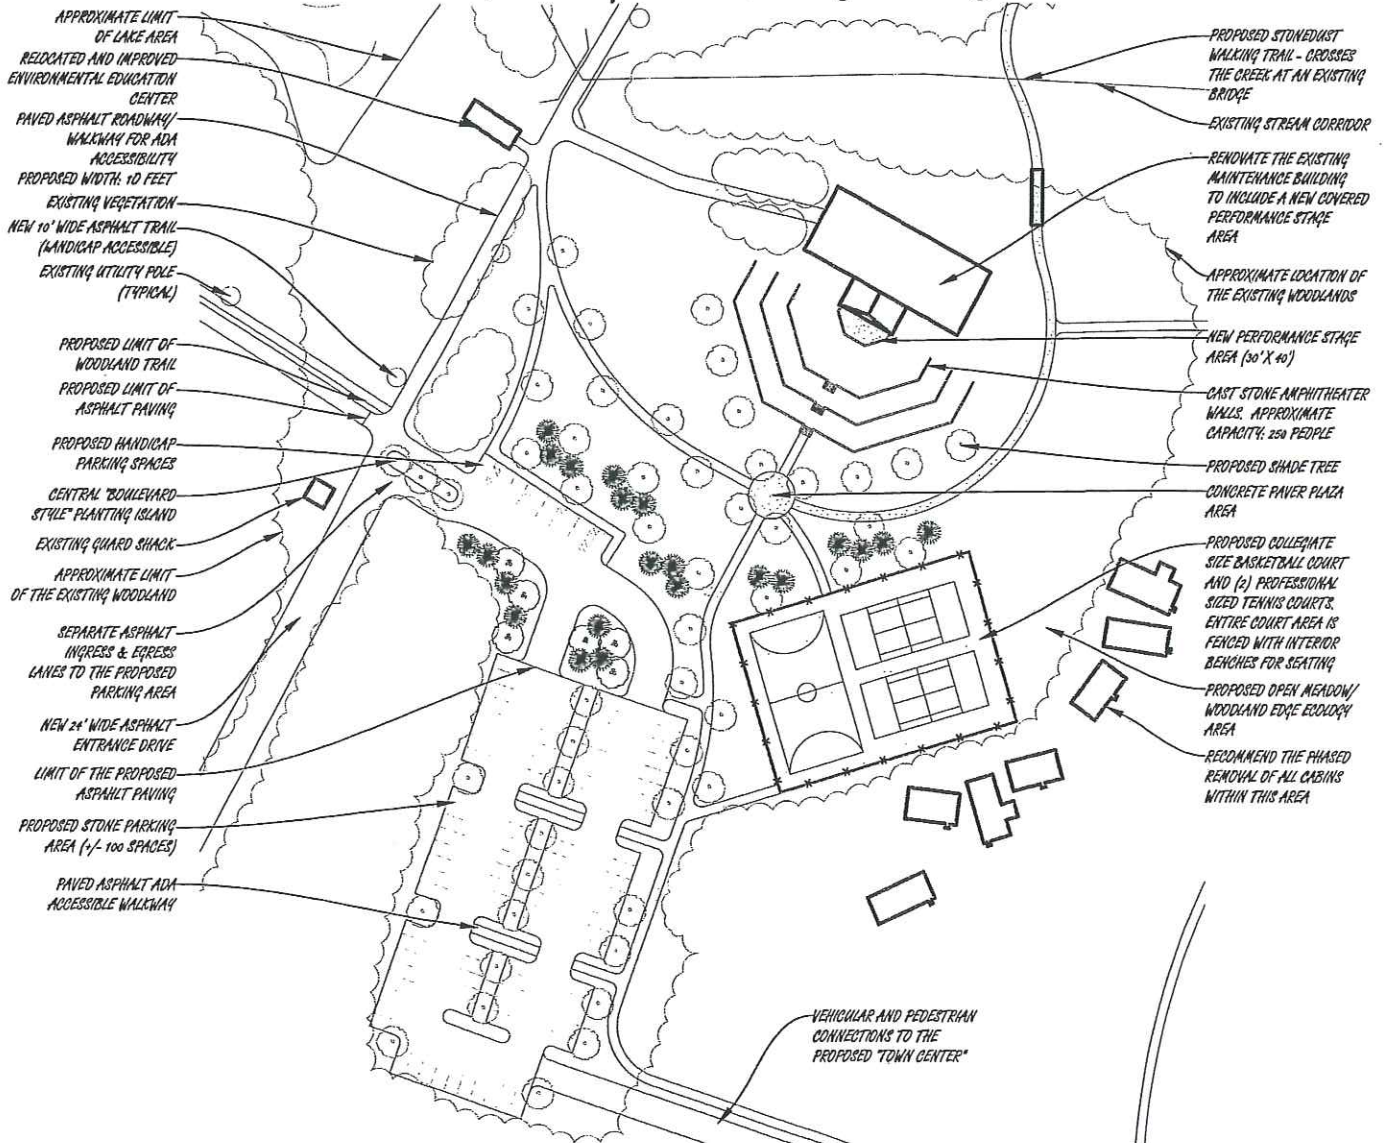 APPROXIMATE LIMIT
OF LAKE AREA
RELOCATED AND IMPROVED
ENVIRONMENTAL EDUCATION
CENTER
PAVED ASPHALT ROADWAY/
WALKWAY FOR ADA
ACCESSIBILITY
PROPOSED WIDTH: 10 FEET
EXISTING VEGETATION
NEW 10' WIDE ASPHALT TRAIL
(HANDICAP ACCESSIBLE)
EXISTING UTILITY POLE
(TYPICAL)
PROPOSED LIMIT OF
WOODLAND TRAIL
PROPOSED LIMIT OF
ASPHALT PAVING
PROPOSED HANDICAP
PARKING SPACES
CENTRAL "BOULEVARD
STYLE" PLANTING ISLAND
EXISTING GUARD SHACK
APPROXIMATE LIMIT
OF THE EXISTING WOODLAND
SEPARATE ASPHALT
INGRESS & EGRESS
LANES TO THE PROPOSED
PARKING AREA
NEW 24' WIDE ASPHALT
ENTRANCE DRIVE
LIMIT OF THE PROPOSED
ASPAHLT PAVING
PROPOSED STONE PARKING
AREA (+/- 100 SPACES)
PAVED ASPHALT ADA
ACCESSIBLE WALKWAY
PROPOSED STONEDUST
WALKING TRAIL - CROSSES
THE CREEK AT AN EXISTING
BRIDGE
EXISTING STREAM CORRIDOR
RENOVATE THE EXISTING
MAINTENANCE BUILDING
TO INCLUDE A NEW COVERED
PERFORMANCE STAGE
AREA
APPROXIMATE LOCATION OF
THE EXISTING WOODLANDS
NEW PERFORMANCE STAGE
AREA (30' X 40')
CAST STONE AMPHITHEATER
WALLS. APPROXIMATE
CAPACITY: 250 PEOPLE
PROPOSED SHADE TREE
CONCRETE PAVER PLAZA
AREA
PROPOSED COLLEGIATE
SIZE BASKETBALL COURT
AND (2) PROFESSIONAL
SIZED TENNIS COURTS.
ENTIRE COURT AREA IS
FENCED WITH INTERIOR
BENCHES FOR SEATING
PROPOSED OPEN MEADOW/
WOODLAND EDGE ECOLOGY
AREA
RECOMMEND THE PHASED
REMOVAL OF ALL CABINS
WITHIN THIS AREA
VEHICULAR AND PEDESTRIAN
CONNECTIONS TO THE
PROPOSED "TOWN CENTER"